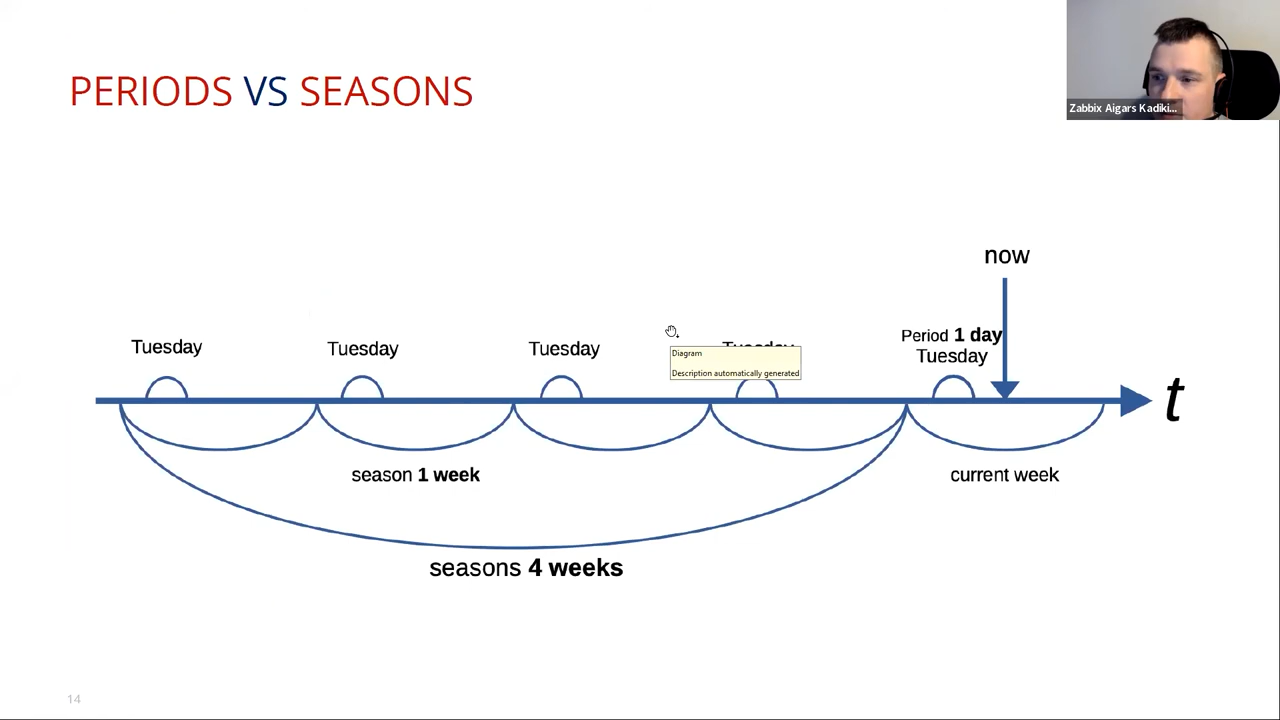 PERIODS VS SEASONS
Zabbix Aigars Kadiki...
now
Period 1 day
Tuesday
Tuesday
Tuesday
Tuesday
Tuesday
Diagram
Description automatically generated
t
season 1 week
current week
seasons 4 weeks
14